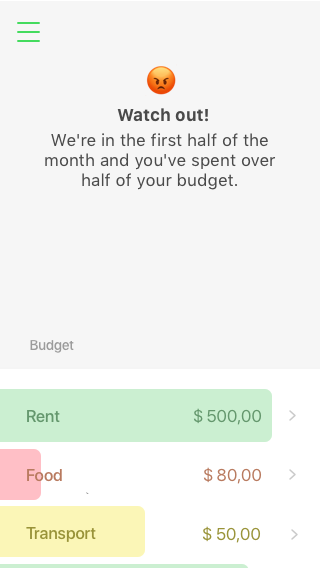 Watch out!
We're in the first half of the
month and you've spent over
half of your budget.
Budget
Rent $ 500,00
Food $ 80,00
Transport $ 50,00